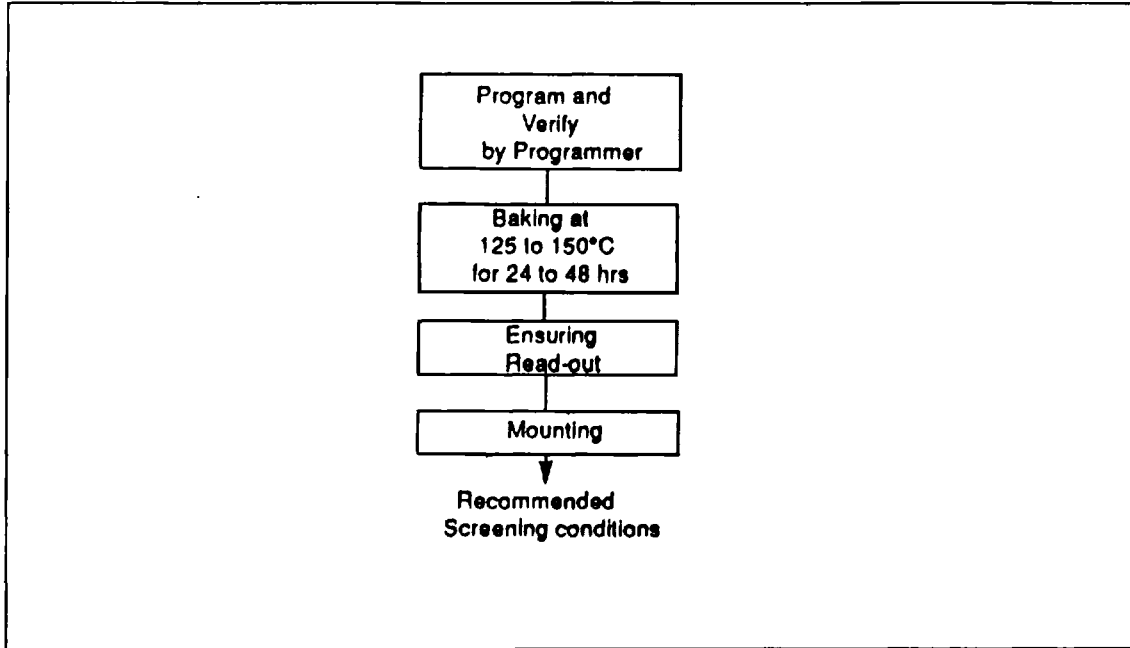 Program and
Verify
by Programmer
Baking at
125 to 150°C
for 24 to 48 hrs
Ensuring
Read-out
Mounting
Recommended
Screening conditions